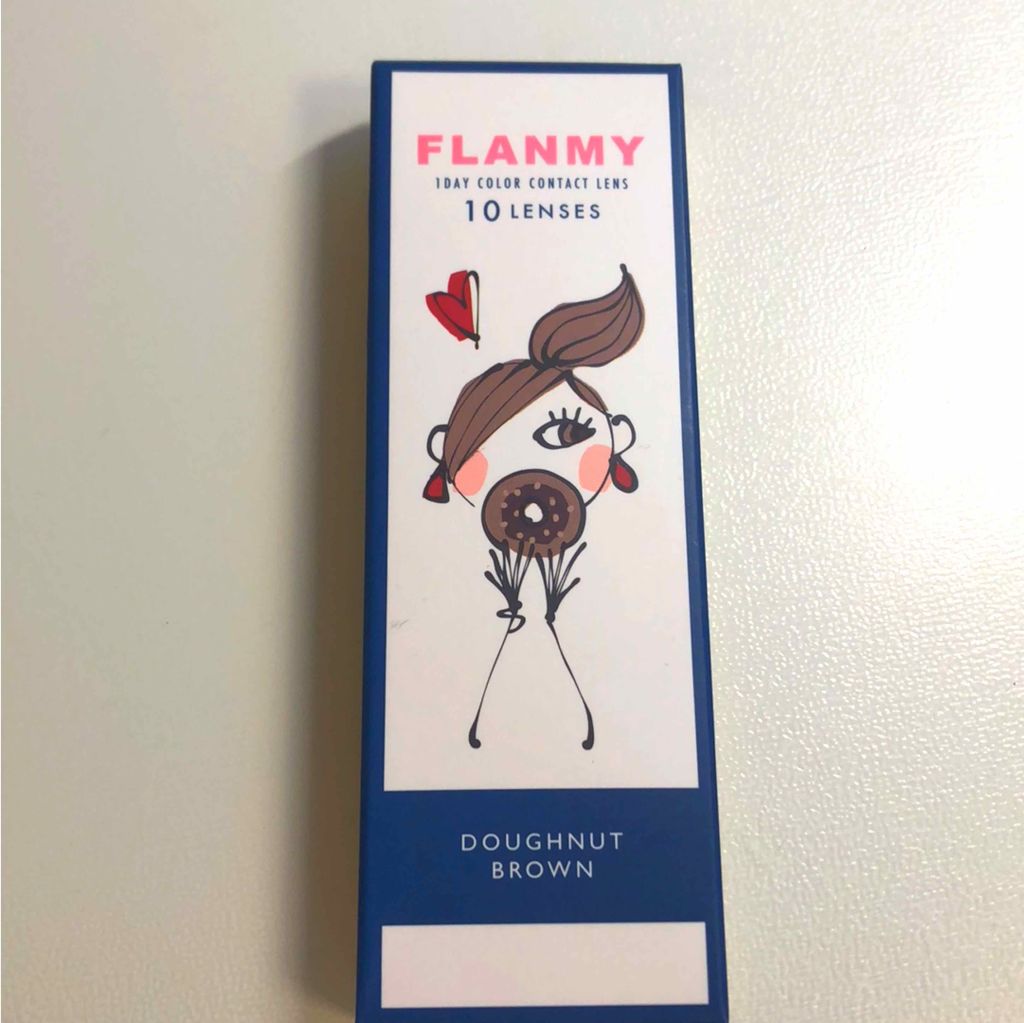 FLANMY
1DAY COLOR CONTACT LENS
10 LENSES
DOUGHNUT
BROWN